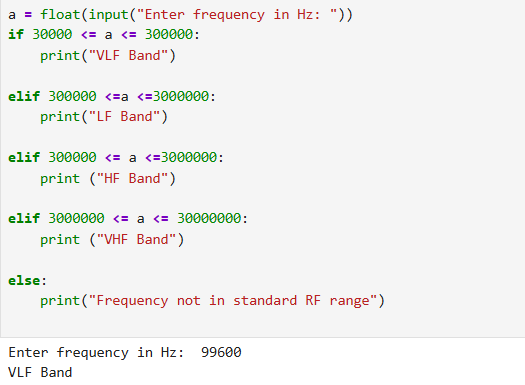 a = float(input("Enter frequency in Hz: "))
if 30000 <= a <= 300000:
    print("VLF Band")
elif 300000 <=a <=3000000:
    print("LF Band")
elif 300000 <= a <=3000000:
    print ("HF Band")
elif 3000000 <= a <= 30000000:
    print ("VHF Band")
else:
    print("Frequency not in standard RF range")
Enter frequency in Hz:  99600
VLF Band